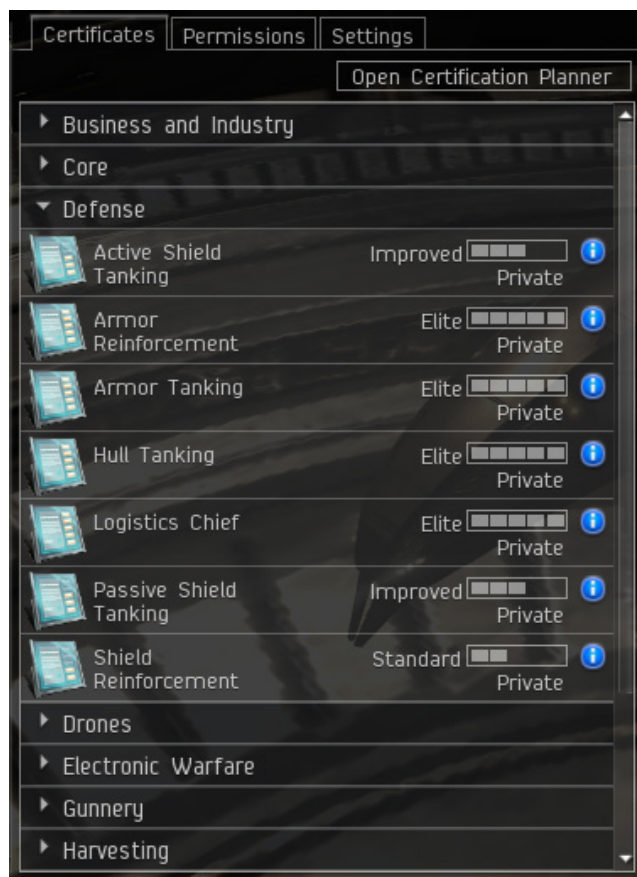 Certificates Permissions Settings
Open Certification Planner
Business and Industry
Core
Defense
Active Shield Tanking Improved Private
Armor Reinforcement Elite Private
Armor Tanking Elite Private
Hull Tanking Elite Private
Logistics Chief Elite Private
Passive Shield Tanking Improved Private
Shield Reinforcement Standard Private
Drones
Electronic Warfare
Gunnery
Harvesting